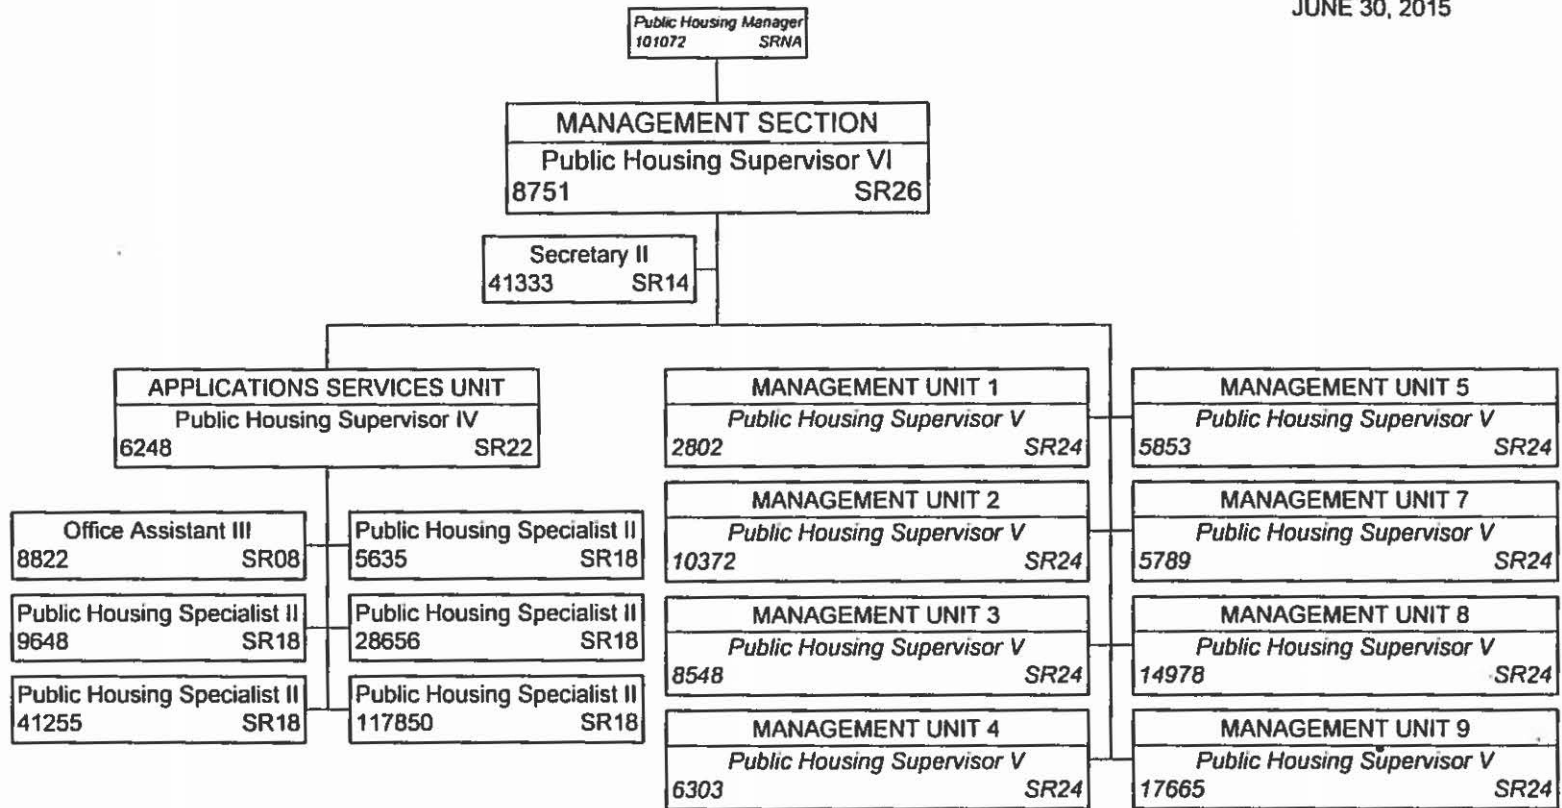 JUNE 30, 2015
Public Housing Manager
101072 SRNA
MANAGEMENT SECTION
Public Housing Supervisor VI
8751 SR26
Secretary II
41333 SR14
APPLICATIONS SERVICES UNIT
Public Housing Supervisor IV
6248 SR22
Office Assistant III
8822 SR08
Public Housing Specialist II
5635 SR18
Public Housing Specialist II
9648 SR18
Public Housing Specialist II
28656 SR18
Public Housing Specialist II
41255 SR18
Public Housing Specialist II
117850 SR18
MANAGEMENT UNIT 1
Public Housing Supervisor V
2802 SR24
MANAGEMENT UNIT 5
Public Housing Supervisor V
5853 SR24
MANAGEMENT UNIT 2
Public Housing Supervisor V
10372 SR24
MANAGEMENT UNIT 7
Public Housing Supervisor V
5789 SR24
MANAGEMENT UNIT 3
Public Housing Supervisor V
8548 SR24
MANAGEMENT UNIT 8
Public Housing Supervisor V
14978 SR24
MANAGEMENT UNIT 4
Public Housing Supervisor V
6303 SR24
MANAGEMENT UNIT 9
Public Housing Supervisor V
17665 SR24